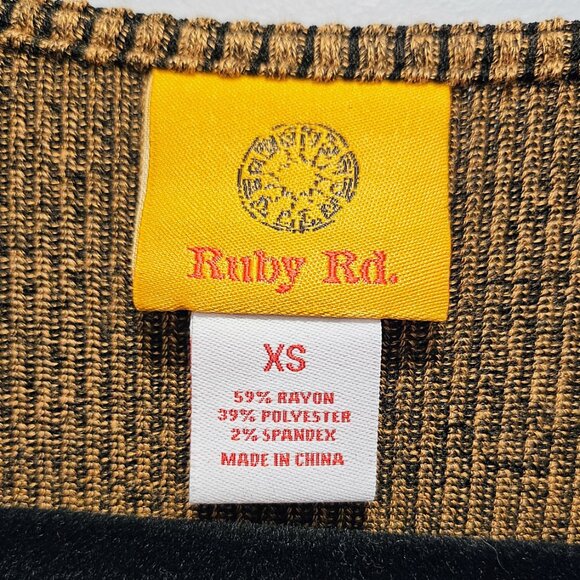 Ruby Rd.
XS
59% RAYON
39% POLYESTER
2% SPANDEX
MADE IN CHINA